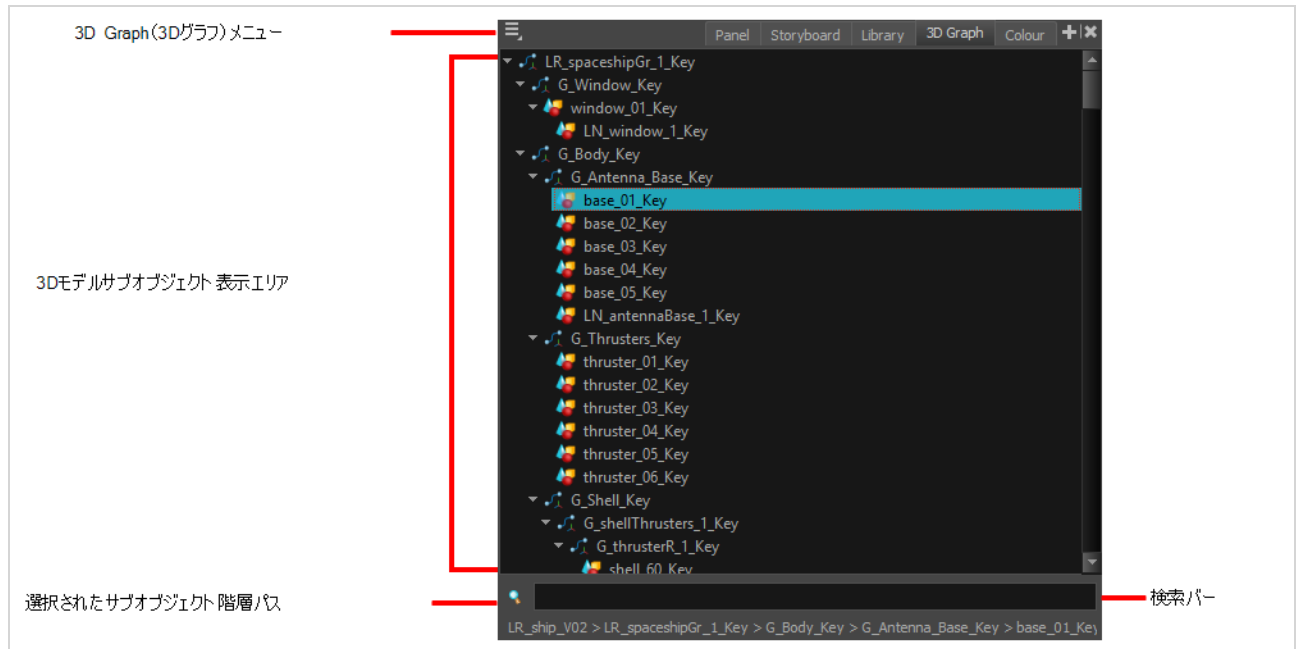 3D Graph(3Dグラフ)メニュー
Panel Storyboard Library 3D Graph Colour
LR_spaceshipGr_1_Key
G_Window_Key
window_01_Key
LN_window_1_Key
G_Body_Key
G_Antenna_Base_Key
base_01_Key
base_02_Key
base_03_Key
base_04_Key
base_05_Key
LN_antennaBase_1_Key
G_Thrusters_Key
thruster_01_Key
thruster_02_Key
thruster_03_Key
thruster_04_Key
thruster_05_Key
thruster_06_Key
G_Shell_Key
G_shellThrusters_1_Key
G_thrusterR_1_Key
shell_60_Key
3Dモデルサブオブジェクト表示エリア
選択されたサブオブジェクト階層パス
検索バー
LR_ship_V02 > LR_spaceshipGr_1_Key > G_Body_Key > G_Antenna_Base_Key > base_01_Key